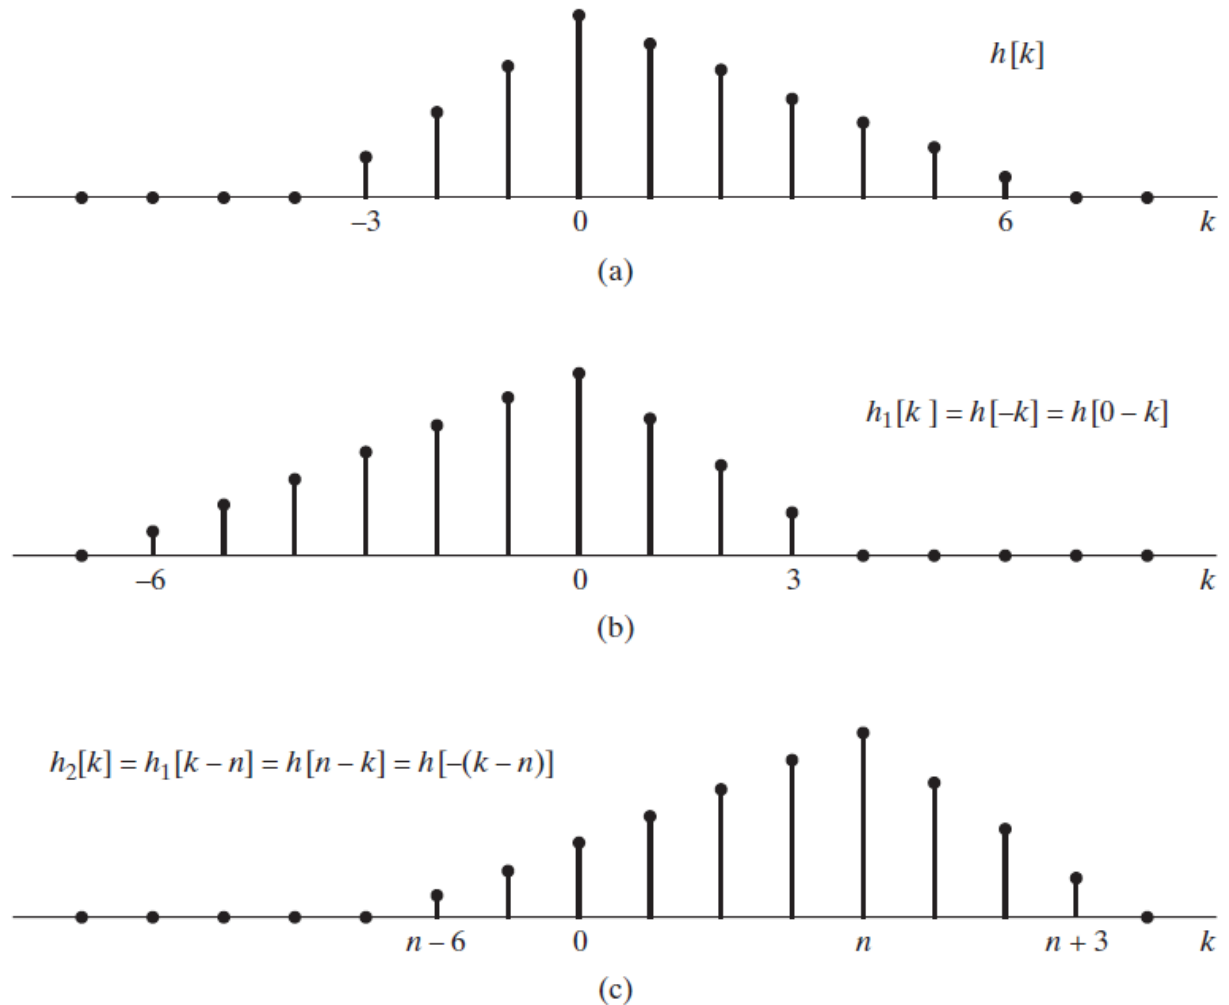 h[k]
–3 0 6 k
(a)
h₁[k ] = h[–k] = h[0 – k]
–6 0 3 k
(b)
h₂[k] = h₁[k – n] = h[n – k] = h[–(k – n)]
n – 6 0 n n + 3 k
(c)